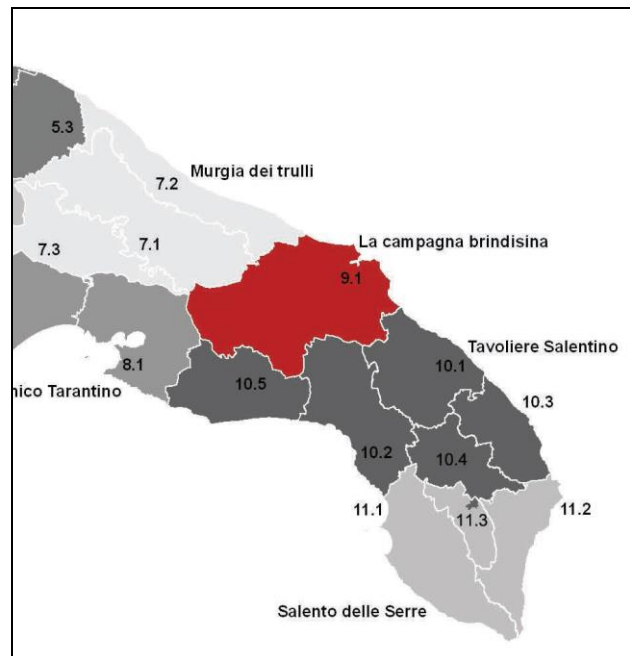 5.3
7.2
Murgia dei trulli
7.3
7.1
La campagna brindisina
9.1
8.1
Tavoliere Salentino
10.1
nico Tarantino
10.5
10.3
10.2
10.4
11.1
11.3
11.2
Salento delle Serre